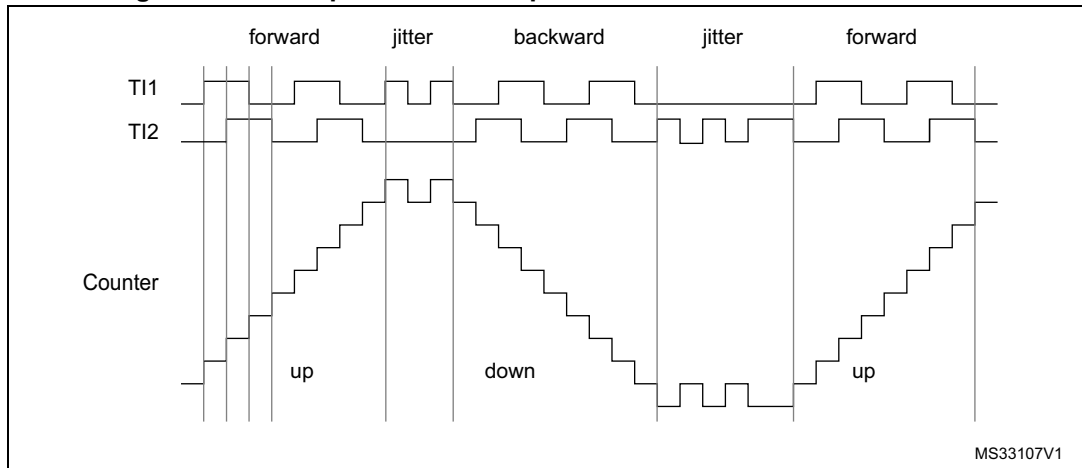 forward jitter backward jitter forward
TI1
TI2
Counter
up down up
MS33107V1